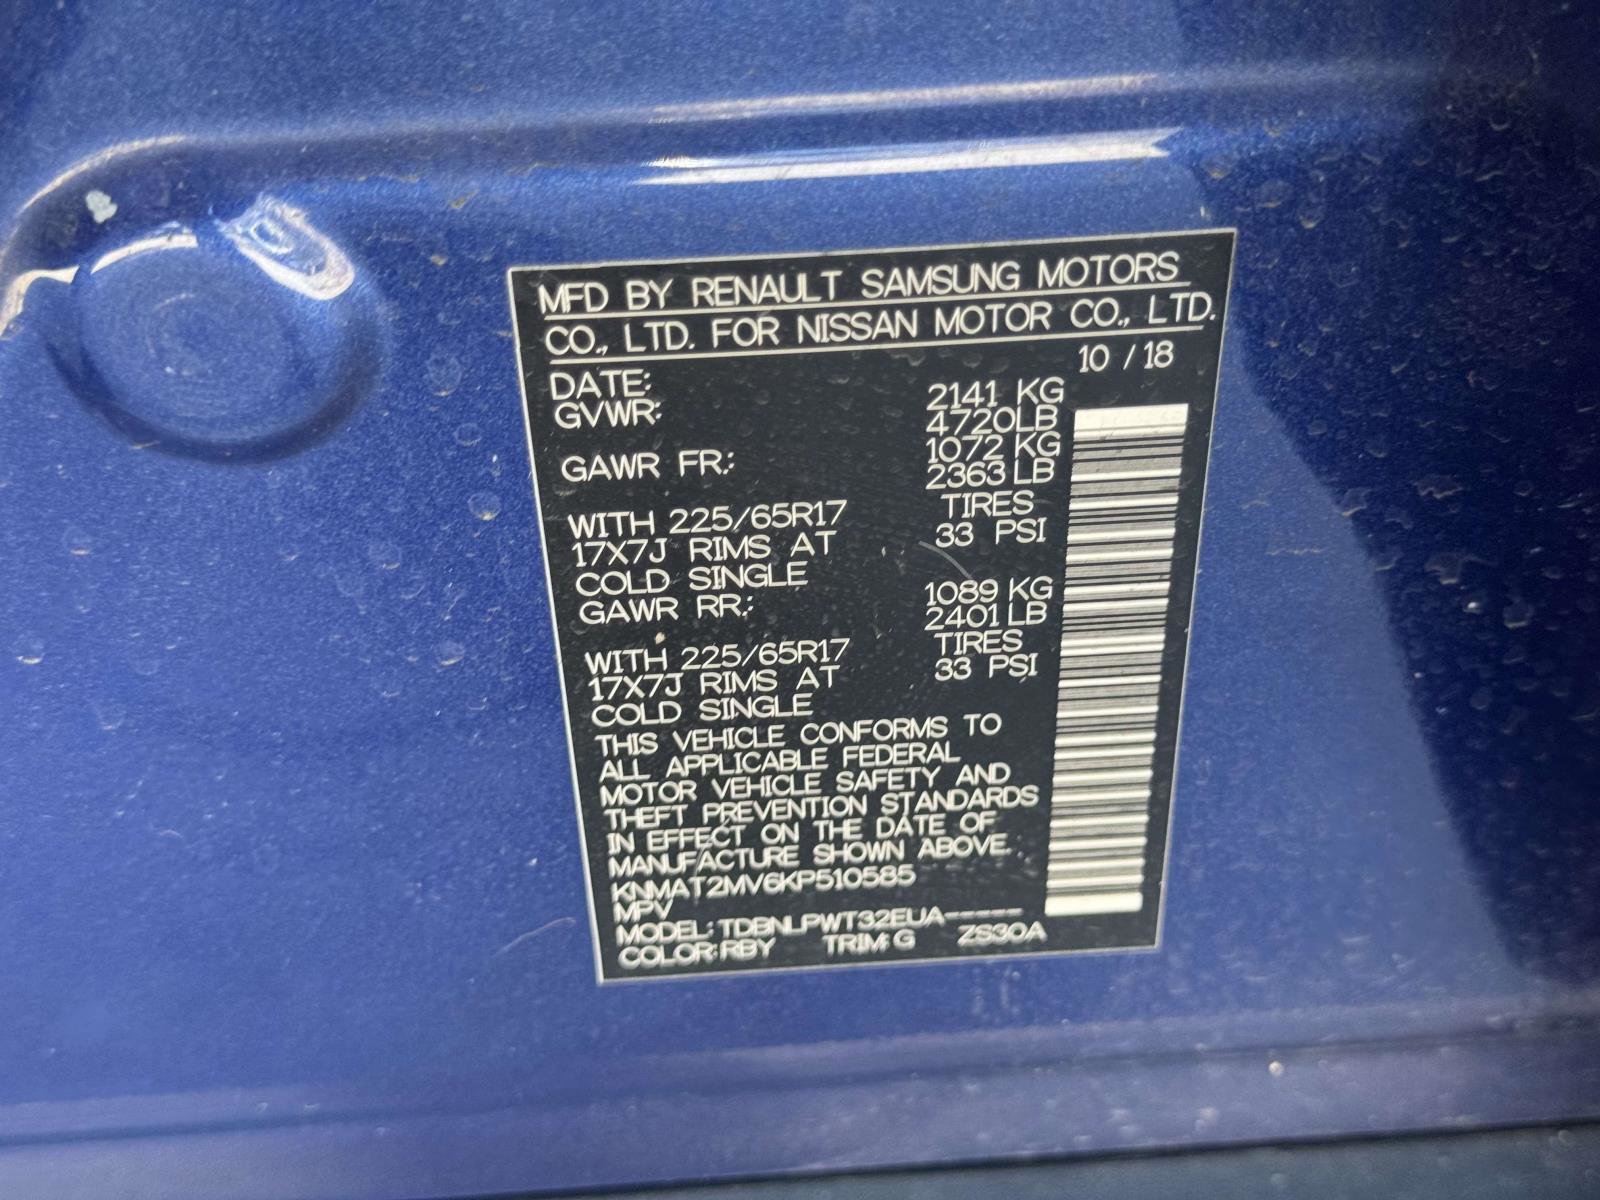 MFD BY RENAULT SAMSUNG MOTORS
CO., LTD. FOR NISSAN MOTOR CO., LTD.
DATE: 10 / 18
GVWR: 2141 KG
4720LB
GAWR FR.: 1072 KG
2363 LB
WITH 225/65R17 TIRES
17X7J RIMS AT 33 PSI
COLD SINGLE
GAWR RR.: 1089 KG
2401 LB
WITH 225/65R17 TIRES
17X7J RIMS AT 33 PSI
COLD SINGLE
THIS VEHICLE CONFORMS TO
ALL APPLICABLE FEDERAL
MOTOR VEHICLE SAFETY AND
THEFT PREVENTION STANDARDS
IN EFFECT ON THE DATE OF
MANUFACTURE SHOWN ABOVE.
KNMAT2MV6KP510585
MPV
MODEL: TDBNLPWT32EUA-----
COLOR: RBY TRIM: G ZS30A